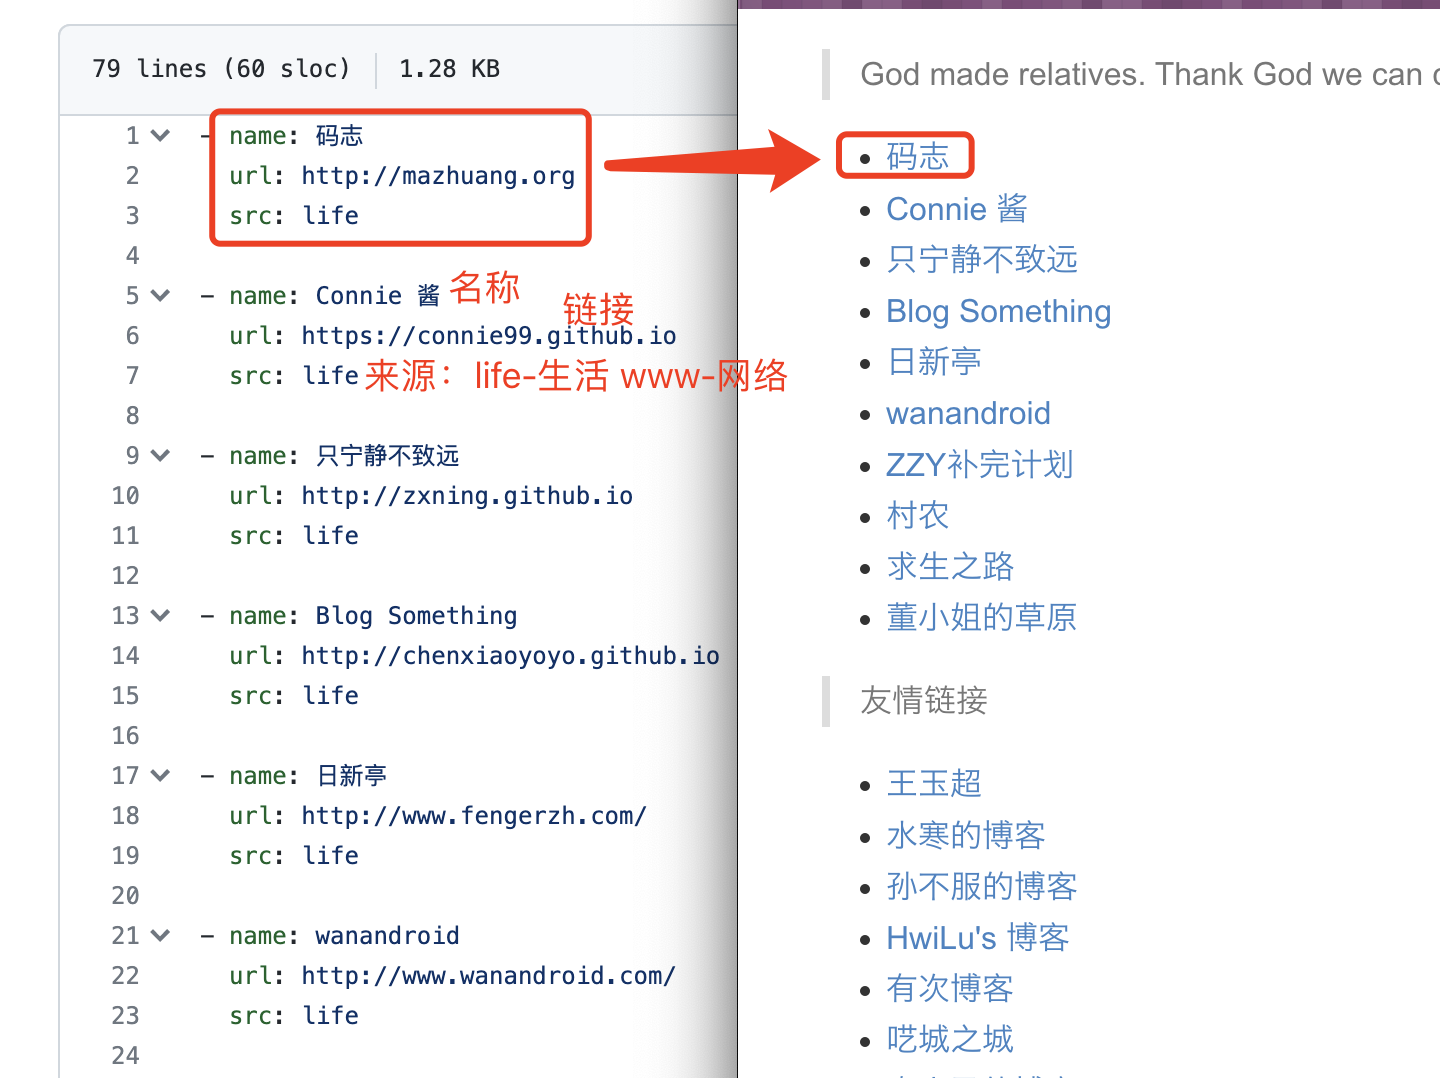 79 lines (60 sloc) 1.28 KB
1 - name: 码志
2 url: http://mazhuang.org
3 src: life
4
5 - name: Connie 酱 名称
链接
6 url: https://connie99.github.io
7 src: life 来源：life-生活 www-网络
8
9 - name: 只宁静不致远
10 url: http://zxning.github.io
11 src: life
12
13 - name: Blog Something
14 url: http://chenxiaoyoyo.github.io
15 src: life
16
17 - name: 日新亭
18 url: http://www.fengerzh.com/
19 src: life
20
21 - name: wanandroid
22 url: http://www.wanandroid.com/
23 src: life
24
God made relatives. Thank God we can
• 码志
• Connie 酱
• 只宁静不致远
• Blog Something
• 日新亭
• wanandroid
• ZZY补完计划
• 村农
• 求生之路
• 董小姐的草原
友情链接
• 王玉超
• 水寒的博客
• 孙不服的博客
• HwiLu's 博客
• 有次博客
• 呓城之城